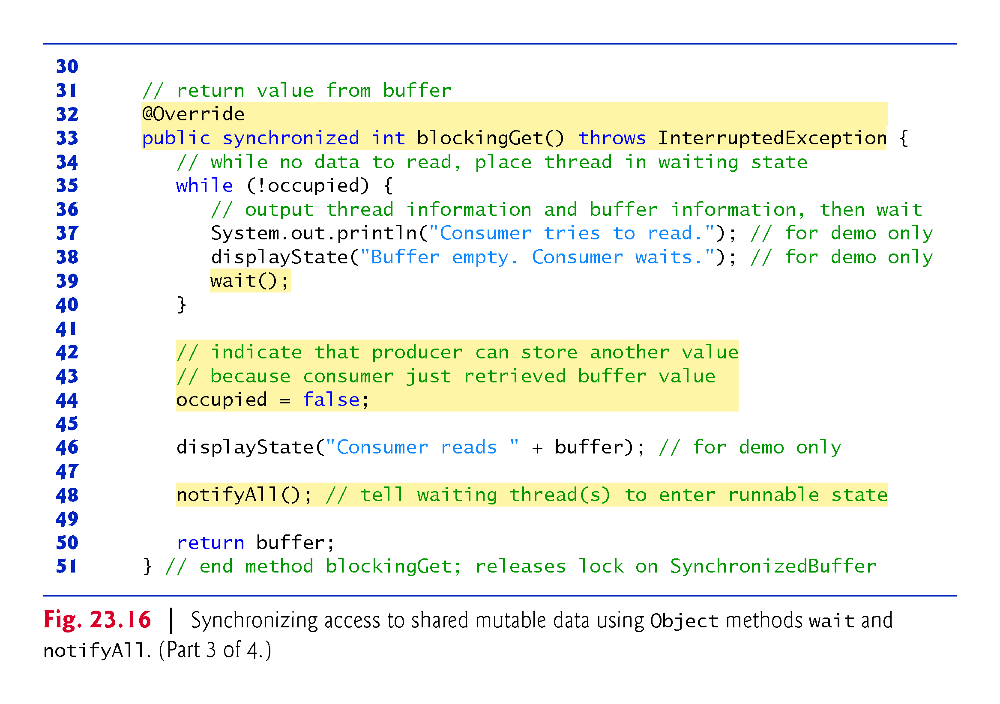 30
31 // return value from buffer
32 @Override
33 public synchronized int blockingGet() throws InterruptedException {
34 // while no data to read, place thread in waiting state
35 while (!occupied) {
36 // output thread information and buffer information, then wait
37 System.out.println("Consumer tries to read."); // for demo only
38 displayState("Buffer empty. Consumer waits."); // for demo only
39 wait();
40 }
41
42 // indicate that producer can store another value
43 // because consumer just retrieved buffer value
44 occupied = false;
45
46 displayState("Consumer reads " + buffer); // for demo only
47
48 notifyAll(); // tell waiting thread(s) to enter runnable state
49
50 return buffer;
51 } // end method blockingGet; releases lock on SynchronizedBuffer
Fig. 23.16 | Synchronizing access to shared mutable data using Object methods wait and
notifyAll. (Part 3 of 4.)